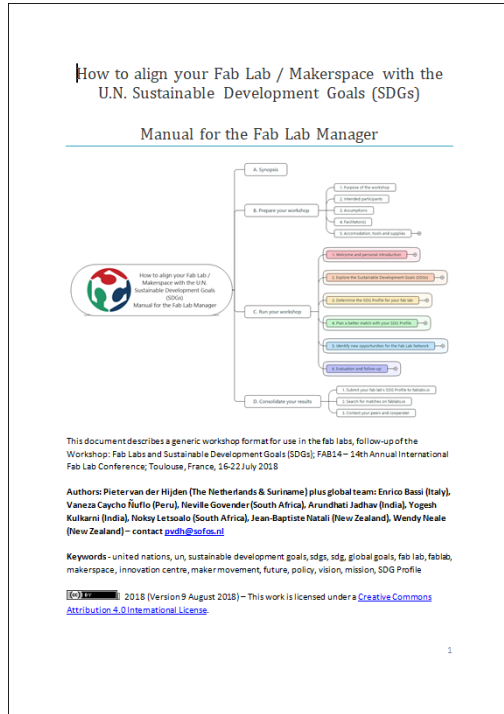 How to align your Fab Lab / Makerspace with the
U.N. Sustainable Development Goals (SDGs)
Manual for the Fab Lab Manager
A. Synopsis
B. Prepare your workshop
1. Purpose of the workshop
2. Intended participants
3. Assumptions
4. Facilitator(s)
5. Accomodation, tools and supplies
How to align your Fab Lab /
Makerspace with the U.N.
Sustainable Development Goals
(SDGs)
Manual for the Fab Lab Manager
C. Run your workshop
1. Welcome and personal introduction
2. Explore the Sustainable Development Goals (SDGs)
3. Determine the SDG Profile for your fab lab
4. Plan a better match with your SDG Profile
5. Identify new opportunities for the Fab Lab Network
6. Evaluation and follow up
D. Consolidate your results
1. Submit your fab lab's SDG Profile to fablabs.io
2. Search for matches on fablabs.io
3. Contact your peers and cooperate
This document describes a generic workshop format for use in the fab labs, follow-up of the
Workshop: Fab Labs and Sustainable Development Goals (SDGs); FAB14 – 14th Annual International
Fab Lab Conference; Toulouse, France, 16-22 July 2018
Authors: Pieter van der Hijden (The Netherlands & Suriname) plus global team: Enrico Bassi (Italy),
Vaneza Caycho Ñuflo (Peru), Neville Govender (South Africa), Arundhati Jadhav (India), Yogesh
Kulkarni (India), Noksy Letsoalo (South Africa), Jean-Baptiste Natali (New Zealand), Wendy Neale
(New Zealand) – contact pvdh@sofos.nl
Keywords - united nations, un, sustainable development goals, sdgs, sdg, global goals, fab lab, fablab,
makerspace, innovation centre, maker movement, future, policy, vision, mission, SDG Profile
(cc) BY 2018 (Version 9 August 2018) – This work is licensed under a Creative Commons
Attribution 4.0 International License.
1